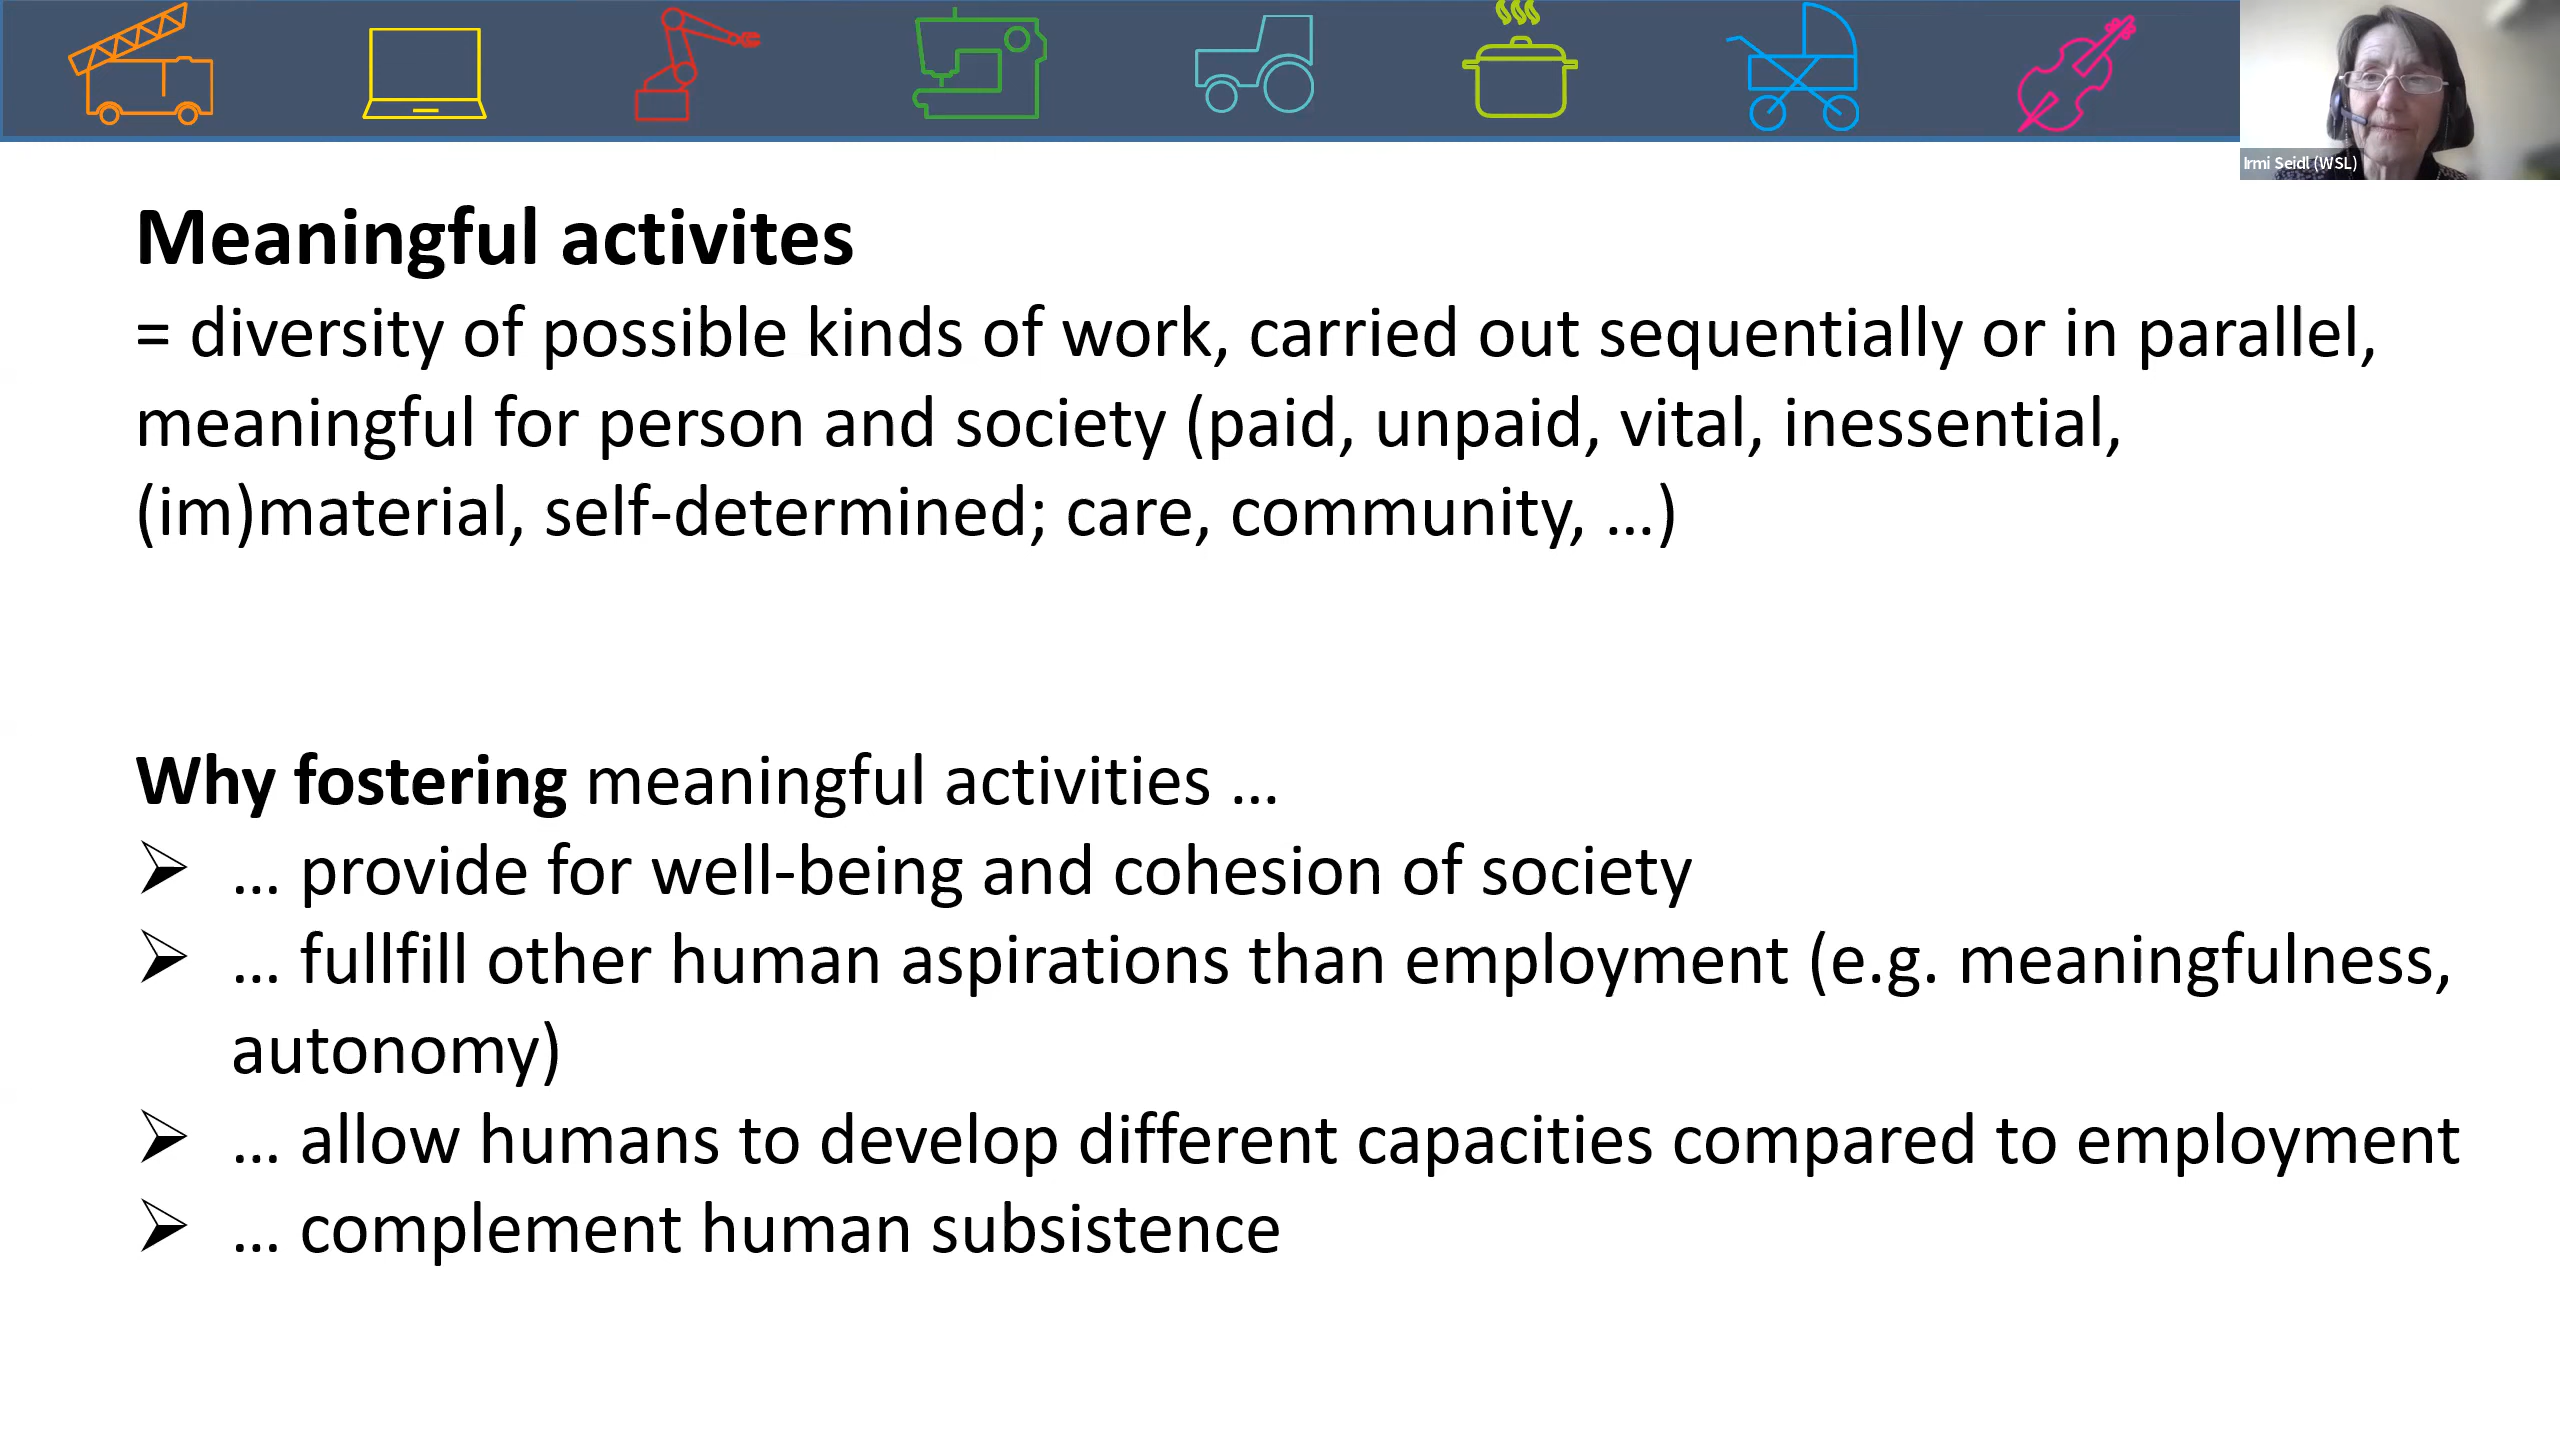 Irmi Seidl (WSL)
Meaningful activites
= diversity of possible kinds of work, carried out sequentially or in parallel,
meaningful for person and society (paid, unpaid, vital, inessential,
(im)material, self-determined; care, community, ...)
Why fostering meaningful activities ...
➢ ... provide for well-being and cohesion of society
➢ ... fullfill other human aspirations than employment (e.g. meaningfulness,
autonomy)
➢ ... allow humans to develop different capacities compared to employment
➢ ... complement human subsistence